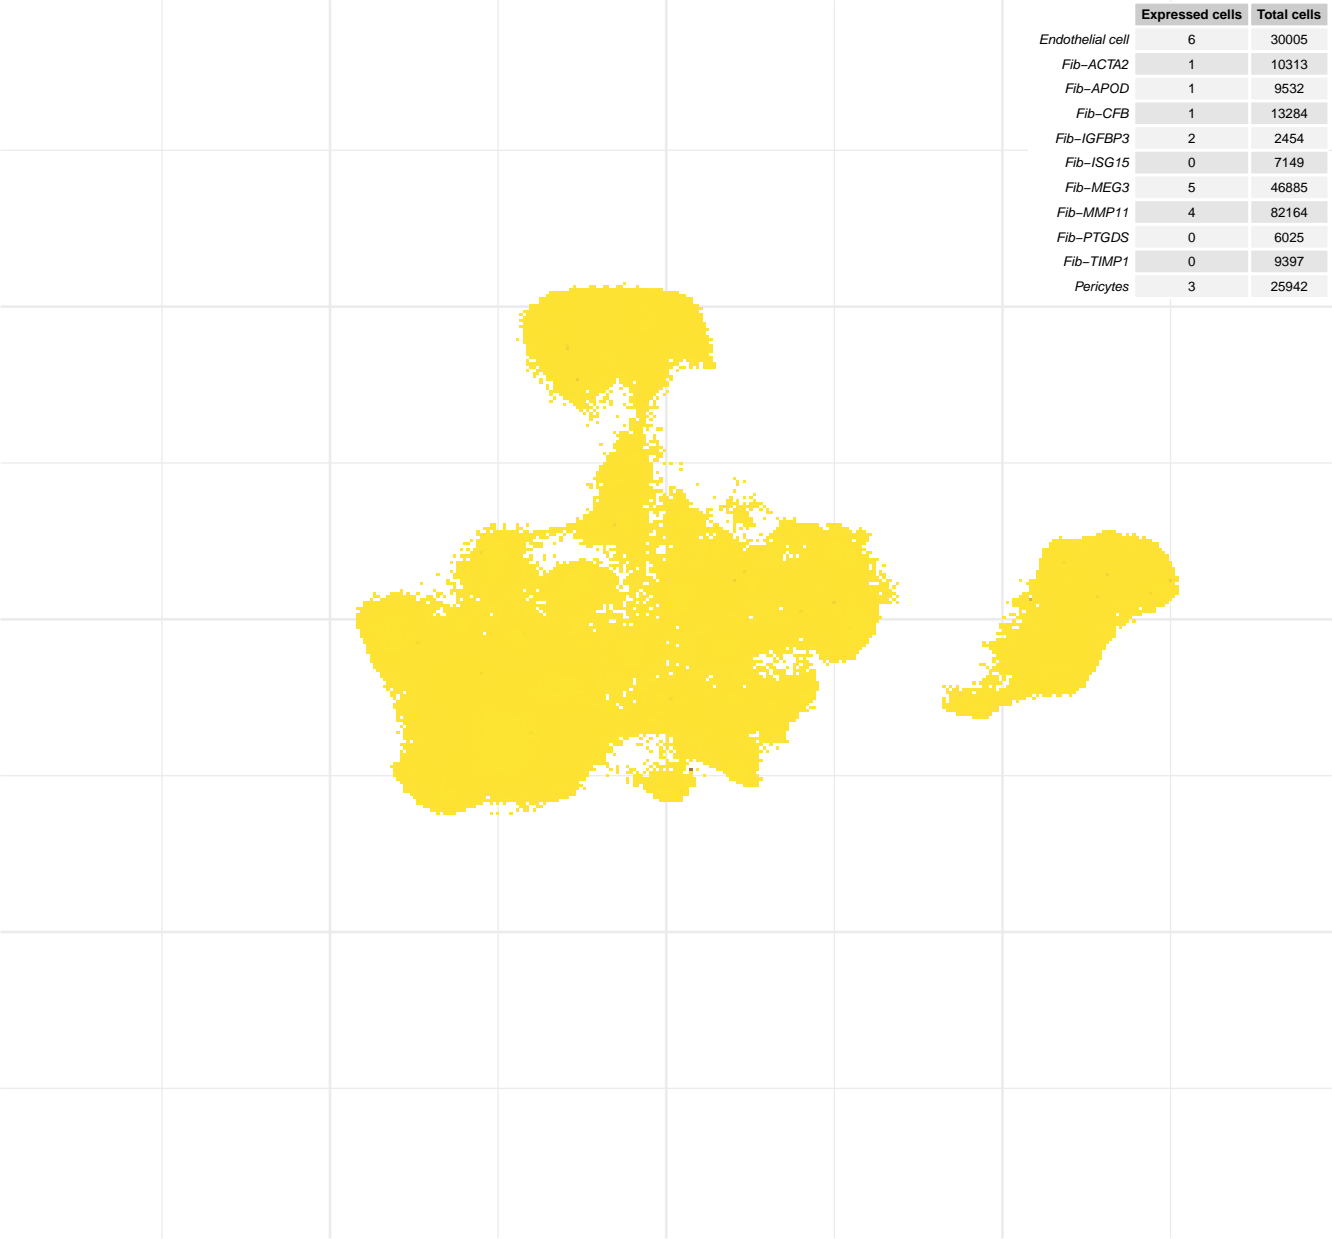 Expressed cells Total cells
Endothelial cell 6 30005
Fib−ACTA2 1 10313
Fib−APOD 1 9532
Fib−CFB 1 13284
Fib−IGFBP3 2 2454
Fib−ISG15 0 7149
Fib−MEG3 5 46885
Fib−MMP11 4 82164
Fib−PTGDS 0 6025
Fib−TIMP1 0 9397
Pericytes 3 25942